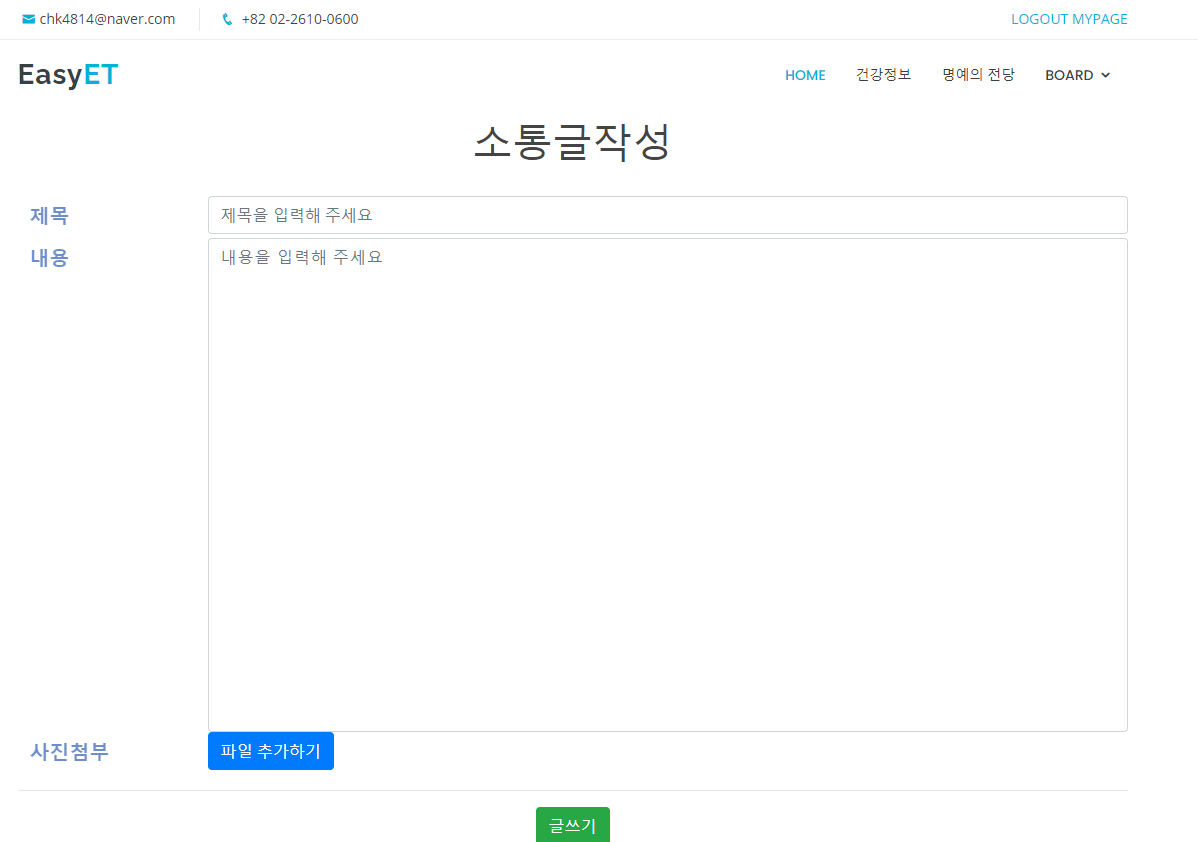 chk4814@naver.com +82 02-2610-0600 LOGOUT MYPAGE
EasyET HOME 건강정보 명예의 전당 BOARD
소통글작성
제목 제목을 입력해 주세요
내용 내용을 입력해 주세요
사진첨부 파일 추가하기
글쓰기